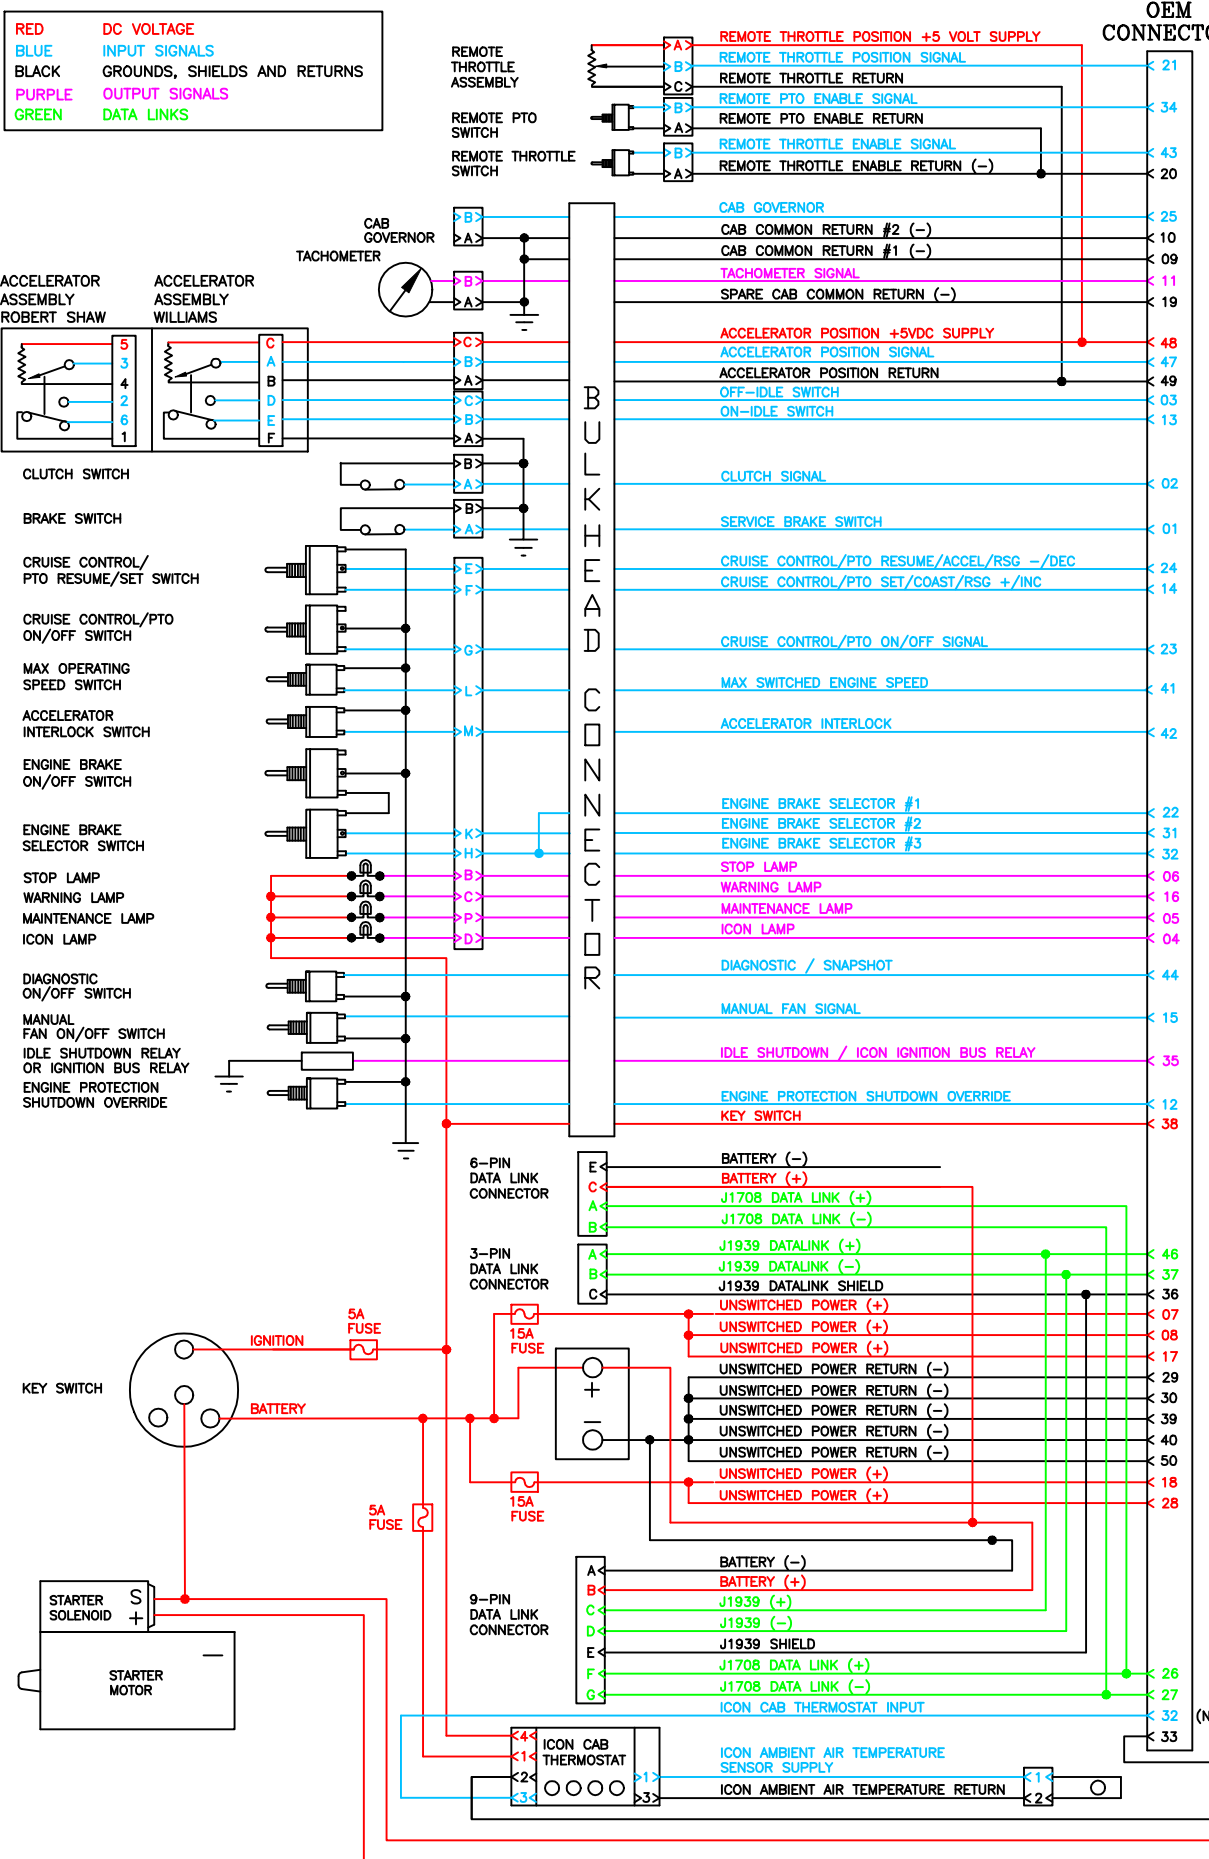 OEM
CONNECTO
RED DC VOLTAGE
BLUE INPUT SIGNALS
BLACK GROUNDS, SHIELDS AND RETURNS
PURPLE OUTPUT SIGNALS
GREEN DATA LINKS
REMOTE
THROTTLE
ASSEMBLY
A REMOTE THROTTLE POSITION +5 VOLT SUPPLY
B REMOTE THROTTLE POSITION SIGNAL 21
C REMOTE THROTTLE RETURN
REMOTE PTO
SWITCH
B REMOTE PTO ENABLE SIGNAL 34
A REMOTE PTO ENABLE RETURN
REMOTE THROTTLE
SWITCH
B REMOTE THROTTLE ENABLE SIGNAL 43
A REMOTE THROTTLE ENABLE RETURN (-) 20
BULKHEAD CONNECTOR
CAB
GOVERNOR
B CAB GOVERNOR 25
A CAB COMMON RETURN #2 (-) 10
CAB COMMON RETURN #1 (-) 09
TACHOMETER
B TACHOMETER SIGNAL 11
A SPARE CAB COMMON RETURN (-) 19
ACCELERATOR
ASSEMBLY
ROBERT SHAW
5
3
4
2
6
1
ACCELERATOR
ASSEMBLY
WILLIAMS
C C ACCELERATOR POSITION +5VDC SUPPLY 48
A B ACCELERATOR POSITION SIGNAL 47
B A ACCELERATOR POSITION RETURN 49
D C OFF-IDLE SWITCH 03
E B ON-IDLE SWITCH 13
F A
CLUTCH SWITCH
B
A CLUTCH SIGNAL 02
BRAKE SWITCH
B
A SERVICE BRAKE SWITCH 01
CRUISE CONTROL/
PTO RESUME/SET SWITCH
E CRUISE CONTROL/PTO RESUME/ACCEL/RSG -/DEC 24
F CRUISE CONTROL/PTO SET/COAST/RSG +/INC 14
CRUISE CONTROL/PTO
ON/OFF SWITCH
G CRUISE CONTROL/PTO ON/OFF SIGNAL 23
MAX OPERATING
SPEED SWITCH
L MAX SWITCHED ENGINE SPEED 41
ACCELERATOR
INTERLOCK SWITCH
M ACCELERATOR INTERLOCK 42
ENGINE BRAKE
ON/OFF SWITCH
ENGINE BRAKE
SELECTOR SWITCH
ENGINE BRAKE SELECTOR #1 22
K ENGINE BRAKE SELECTOR #2 31
H ENGINE BRAKE SELECTOR #3 32
STOP LAMP B STOP LAMP 06
WARNING LAMP C WARNING LAMP 16
MAINTENANCE LAMP P MAINTENANCE LAMP 05
ICON LAMP D ICON LAMP 04
DIAGNOSTIC
ON/OFF SWITCH
DIAGNOSTIC / SNAPSHOT 44
MANUAL
FAN ON/OFF SWITCH
MANUAL FAN SIGNAL 15
IDLE SHUTDOWN RELAY
OR IGNITION BUS RELAY
IDLE SHUTDOWN / ICON IGNITION BUS RELAY 35
ENGINE PROTECTION
SHUTDOWN OVERRIDE
ENGINE PROTECTION SHUTDOWN OVERRIDE 12
KEY SWITCH 38
6-PIN
DATA LINK
CONNECTOR
E BATTERY (-)
C BATTERY (+)
A J1708 DATA LINK (+)
B J1708 DATA LINK (-)
3-PIN
DATA LINK
CONNECTOR
A J1939 DATALINK (+) 46
B J1939 DATALINK (-) 37
C J1939 DATALINK SHIELD 36
KEY SWITCH
IGNITION
5A
FUSE
BATTERY
15A
FUSE
UNSWITCHED POWER (+) 07
UNSWITCHED POWER (+) 08
UNSWITCHED POWER (+) 17
+
-
UNSWITCHED POWER RETURN (-) 29
UNSWITCHED POWER RETURN (-) 30
UNSWITCHED POWER RETURN (-) 39
UNSWITCHED POWER RETURN (-) 40
UNSWITCHED POWER RETURN (-) 50
15A
FUSE
UNSWITCHED POWER (+) 18
UNSWITCHED POWER (+) 28
5A
FUSE
STARTER
SOLENOID
S
+
-
STARTER
MOTOR
9-PIN
DATA LINK
CONNECTOR
A BATTERY (-)
B BATTERY (+)
C J1939 (+)
D J1939 (-)
E J1939 SHIELD
F J1708 DATA LINK (+) 26
G J1708 DATA LINK (-) 27
ICON CAB THERMOSTAT INPUT 32 (N
33
4
1
2
3
ICON CAB
THERMOSTAT
1 ICON AMBIENT AIR TEMPERATURE
SENSOR SUPPLY 1
3 ICON AMBIENT AIR TEMPERATURE RETURN 2